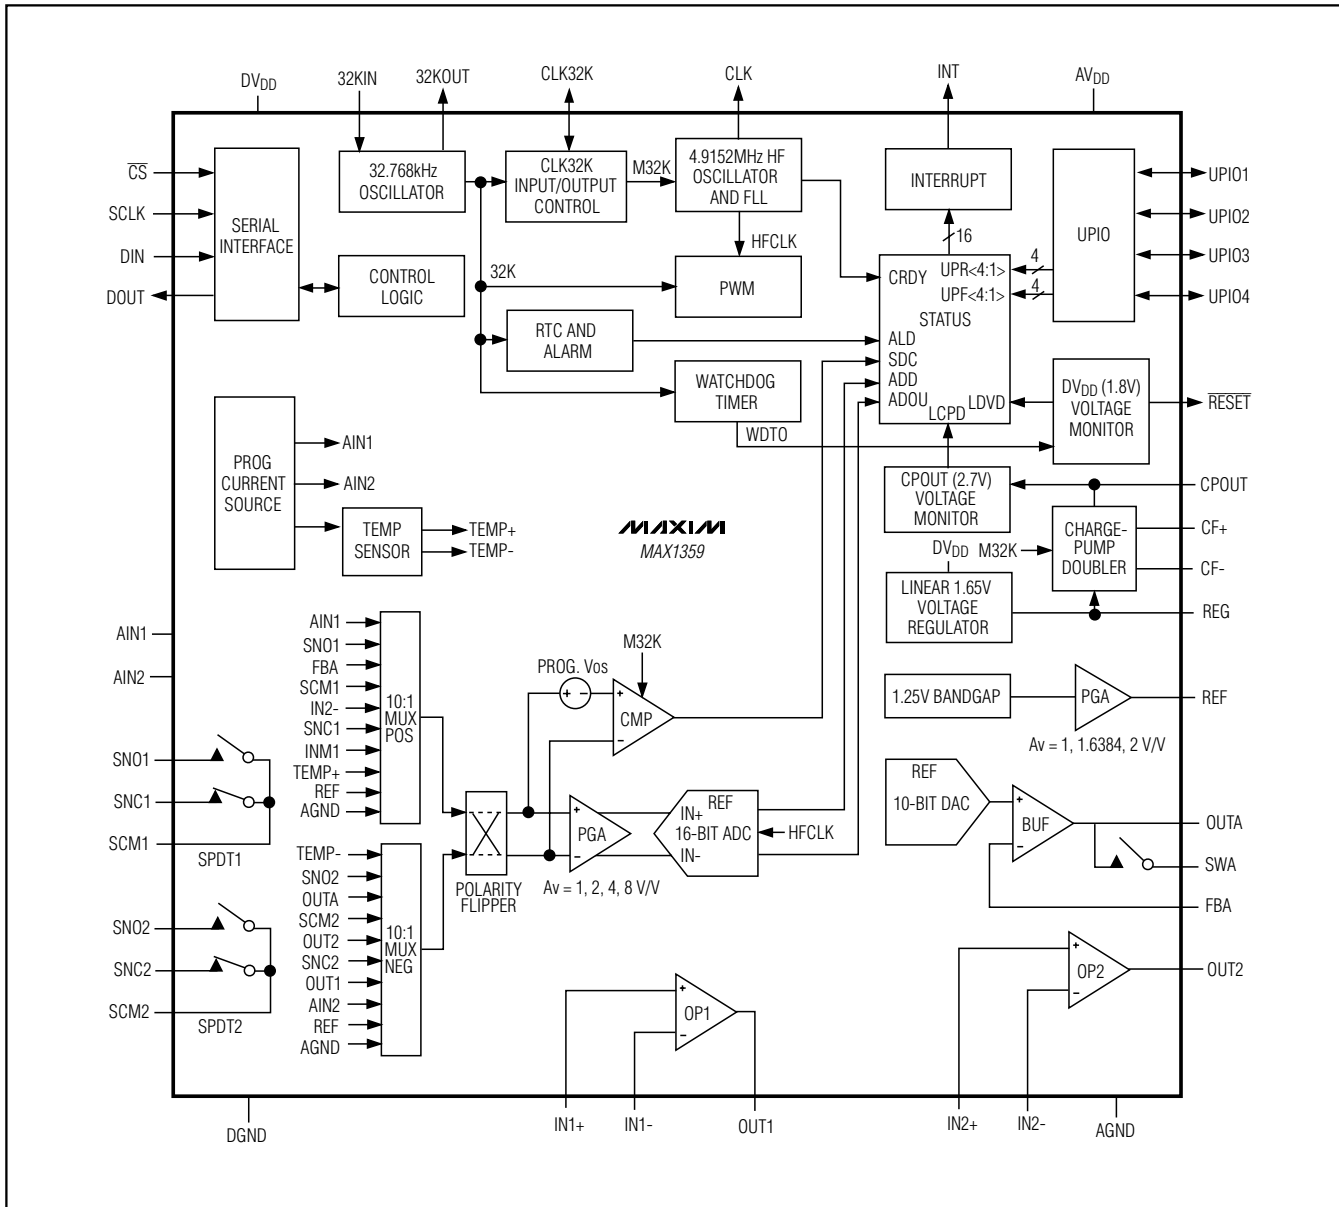 DVDD
32KIN
32KOUT
CLK32K
CLK
INT
AVDD
CS
SCLK
DIN
DOUT
SERIAL
INTERFACE
32.768kHz
OSCILLATOR
CONTROL
LOGIC
CLK32K
INPUT/OUTPUT
CONTROL
M32K
4.9152MHz HF
OSCILLATOR
AND FLL
HFCLK
32K
PWM
RTC AND
ALARM
WATCHDOG
TIMER
WDTO
INTERRUPT
16
CRDY
UPR<4:1>
UPF<4:1>
STATUS
ALD
SDC
ADD
ADOU
LDVD
LCPD
4
4
UPIO
UPIO1
UPIO2
UPIO3
UPIO4
DVDD (1.8V)
VOLTAGE
MONITOR
RESET
PROG
CURRENT
SOURCE
AIN1
AIN2
TEMP
SENSOR
TEMP+
TEMP-
MAXIM
MAX1359
CPOUT (2.7V)
VOLTAGE
MONITOR
CPOUT
CHARGE-
PUMP
DOUBLER
CF+
CF-
DVDD
M32K
LINEAR 1.65V
VOLTAGE
REGULATOR
REG
AIN1
AIN2
AIN1
SNO1
FBA
SCM1
IN2-
SNC1
INM1
TEMP+
REF
AGND
10:1
MUX
POS
PROG. Vos
+ -
M32K
+
CMP
-
1.25V BANDGAP
PGA
REF
Av = 1, 1.6384, 2 V/V
SNO1
SNC1
SCM1
SPDT1
POLARITY
FLIPPER
+
PGA
-
Av = 1, 2, 4, 8 V/V
IN+
REF
16-BIT ADC
IN-
HFCLK
REF
10-BIT DAC
+
BUF
-
OUTA
SWA
FBA
TEMP-
SNO2
OUTA
SCM2
OUT2
SNC2
OUT1
AIN2
REF
AGND
10:1
MUX
NEG
SNO2
SNC2
SCM2
SPDT2
+
OP1
-
+
OP2
-
OUT2
DGND
IN1+
IN1-
OUT1
IN2+
IN2-
AGND